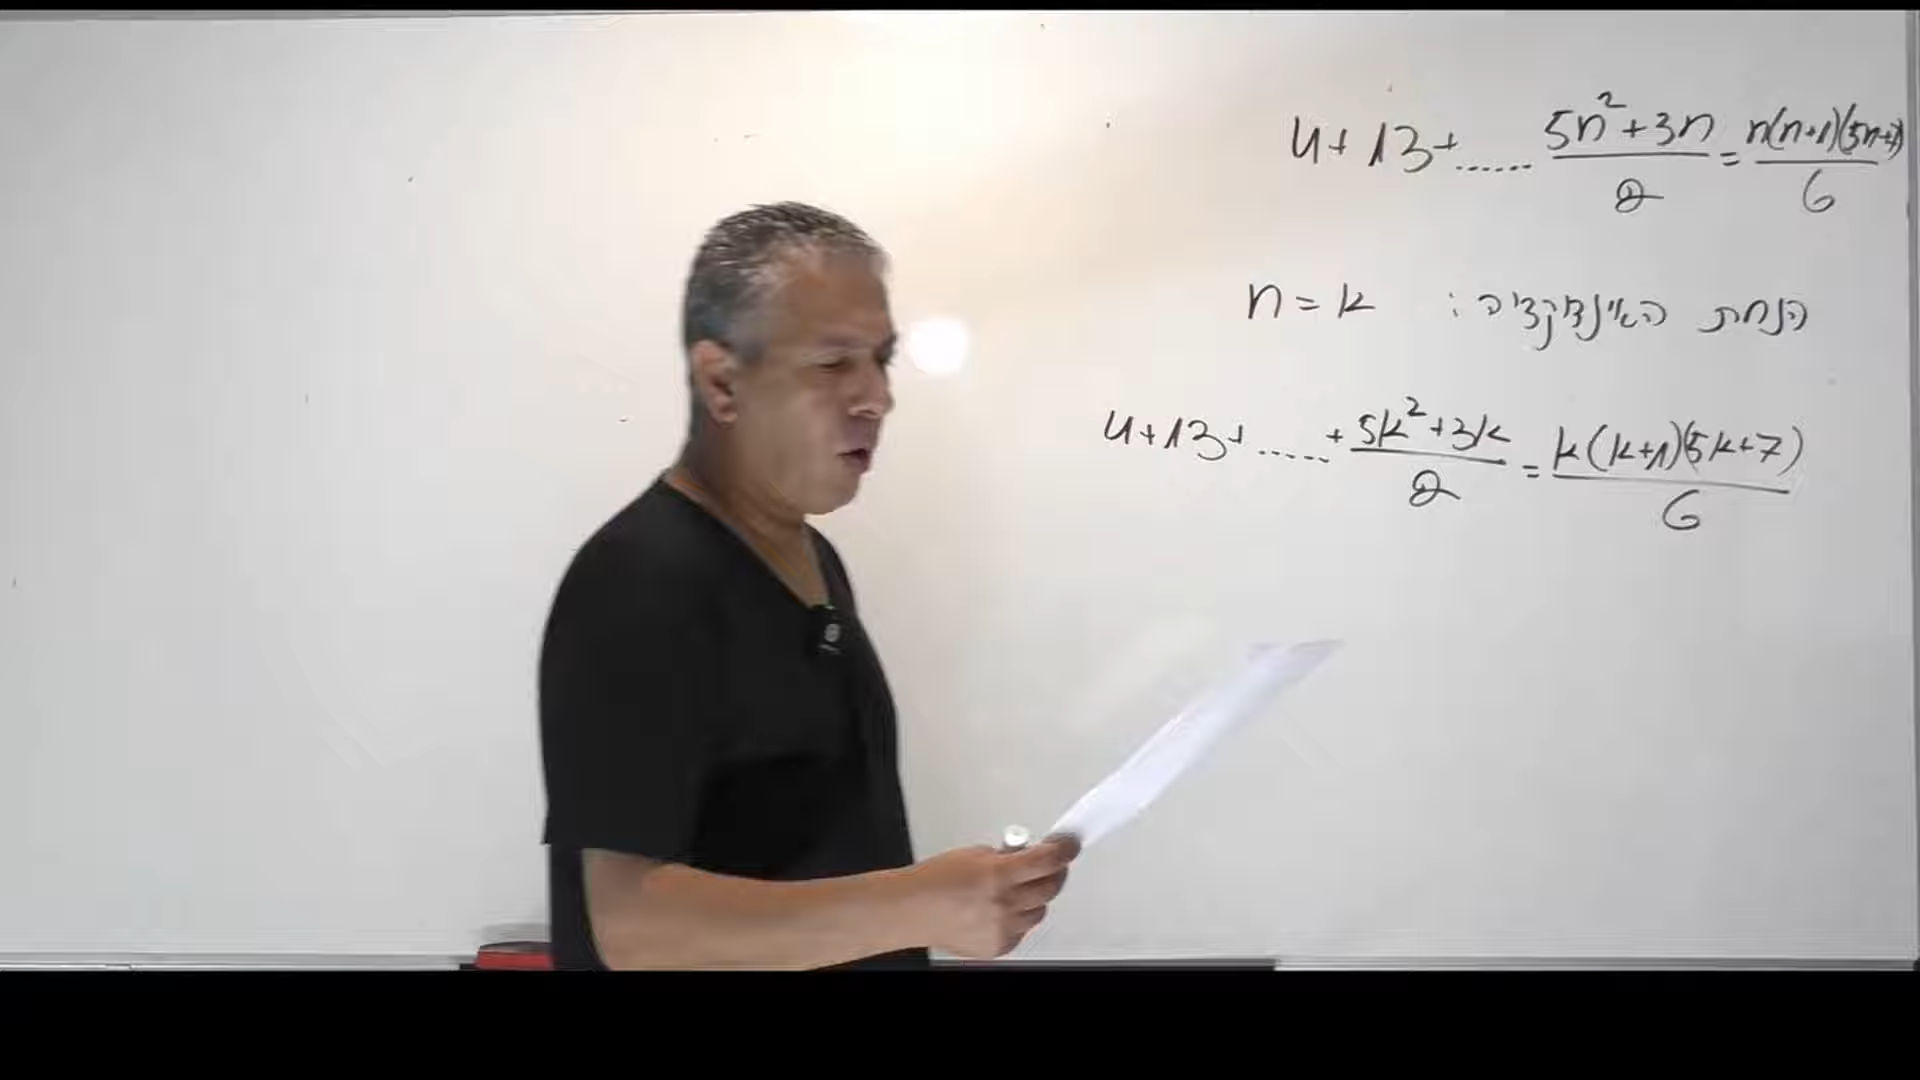 4+13+...... (5n²+3n)/2 = n(n+1)(5n+7)/6
הנחת האינדוקציה: n=k
4+13+.....+(5k²+3k)/2 = k(k+1)(5k+7)/6